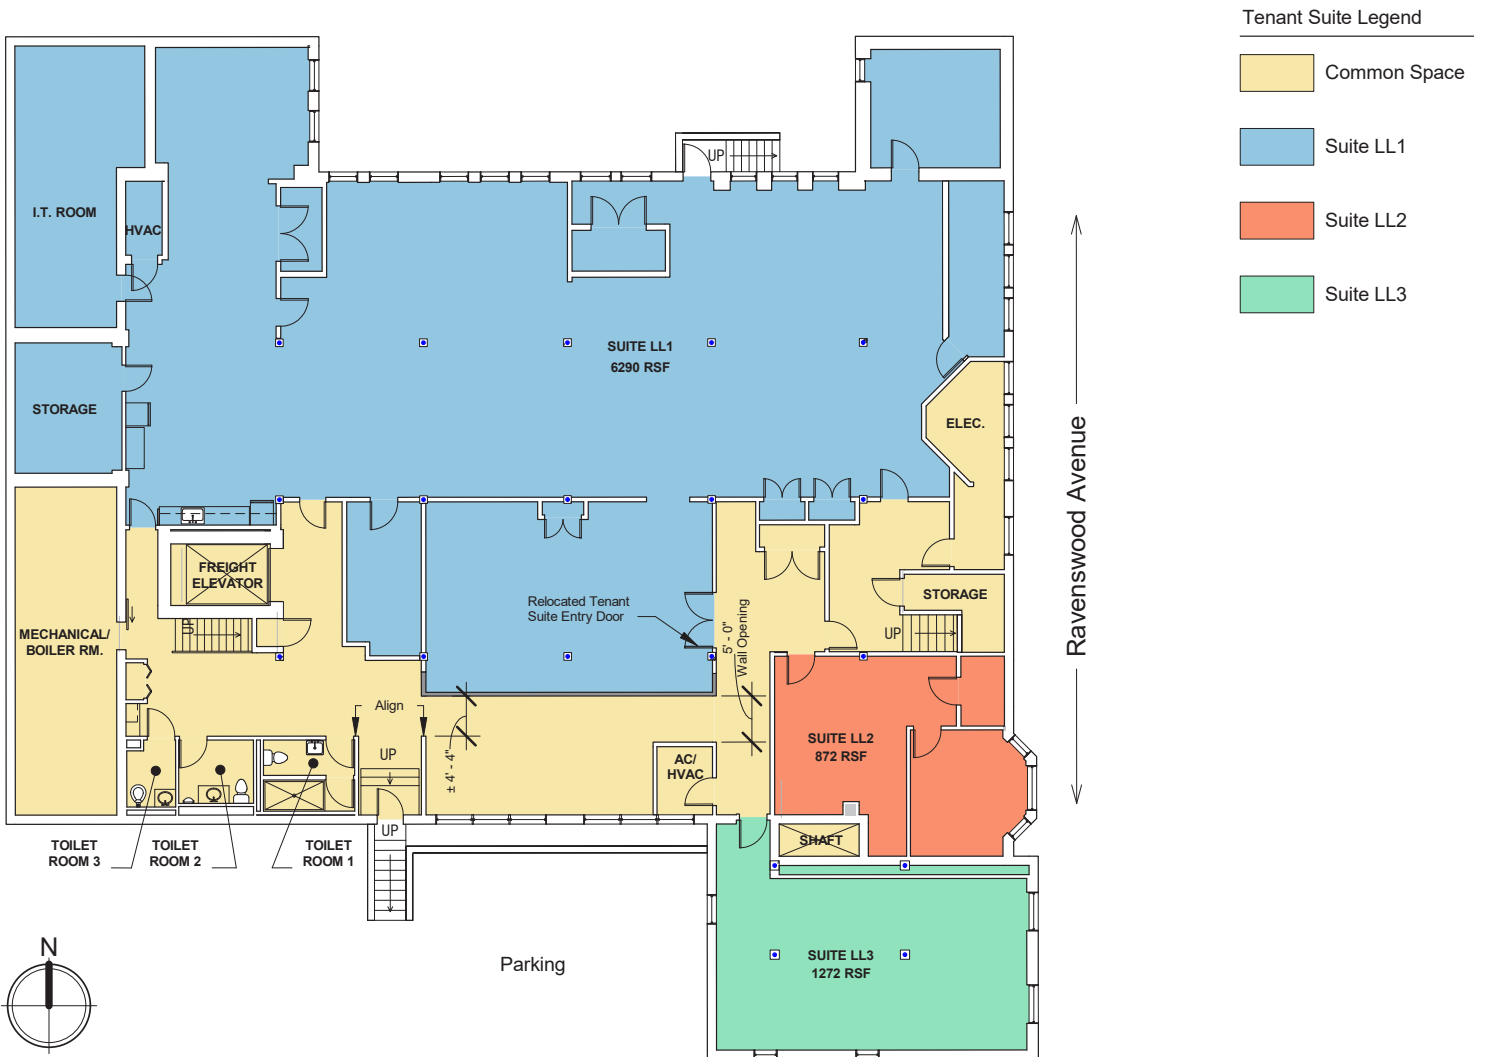 Tenant Suite Legend
Common Space
Suite LL1
Suite LL2
Suite LL3
UP
I.T. ROOM
HVAC
SUITE LL1
6290 RSF
STORAGE
ELEC.
Ravenswood Avenue
FREIGHT
ELEVATOR
STORAGE
Relocated Tenant
Suite Entry Door
5' - 0"
Wall Opening
UP
UP
MECHANICAL/
BOILER RM.
Align
± 4' - 4"
UP
SUITE LL2
872 RSF
AC/
HVAC
UP
SHAFT
TOILET
ROOM 3
TOILET
ROOM 2
TOILET
ROOM 1
N
Parking
SUITE LL3
1272 RSF